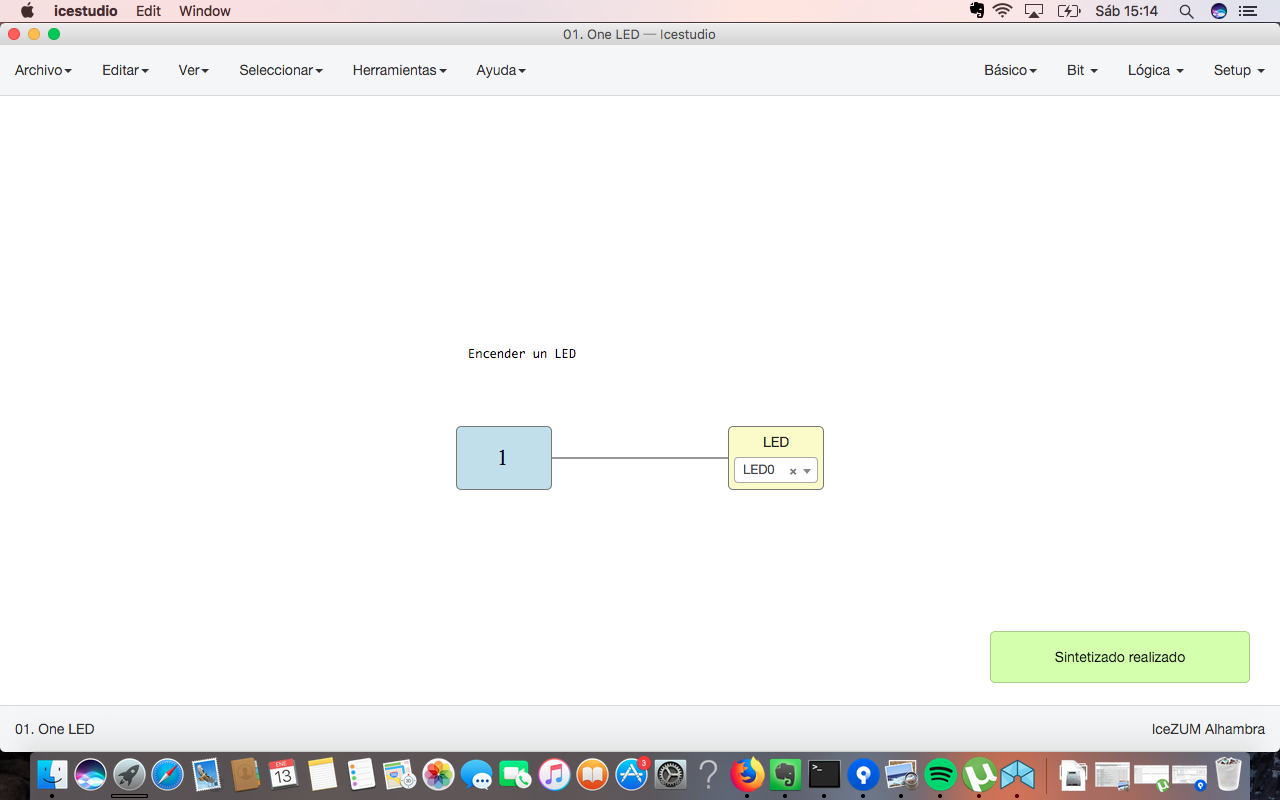 icestudio Edit Window Sáb 15:14
01. One LED — Icestudio
Archivo Editar Ver Seleccionar Herramientas Ayuda Básico Bit Lógica Setup
Encender un LED
1
LED
LED0
Sintetizado realizado
01. One LED IceZUM Alhambra
ENE
13
3